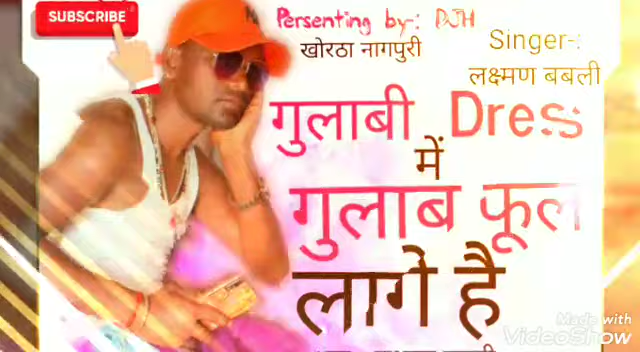 SUBSCRIBE
Persenting by-: DJH
खोरठा नागपुरी
Singer-:
लक्ष्मण बबली
गुलाबी Dress
में
गुलाब फूल
लागे है
Made with
VideoShow